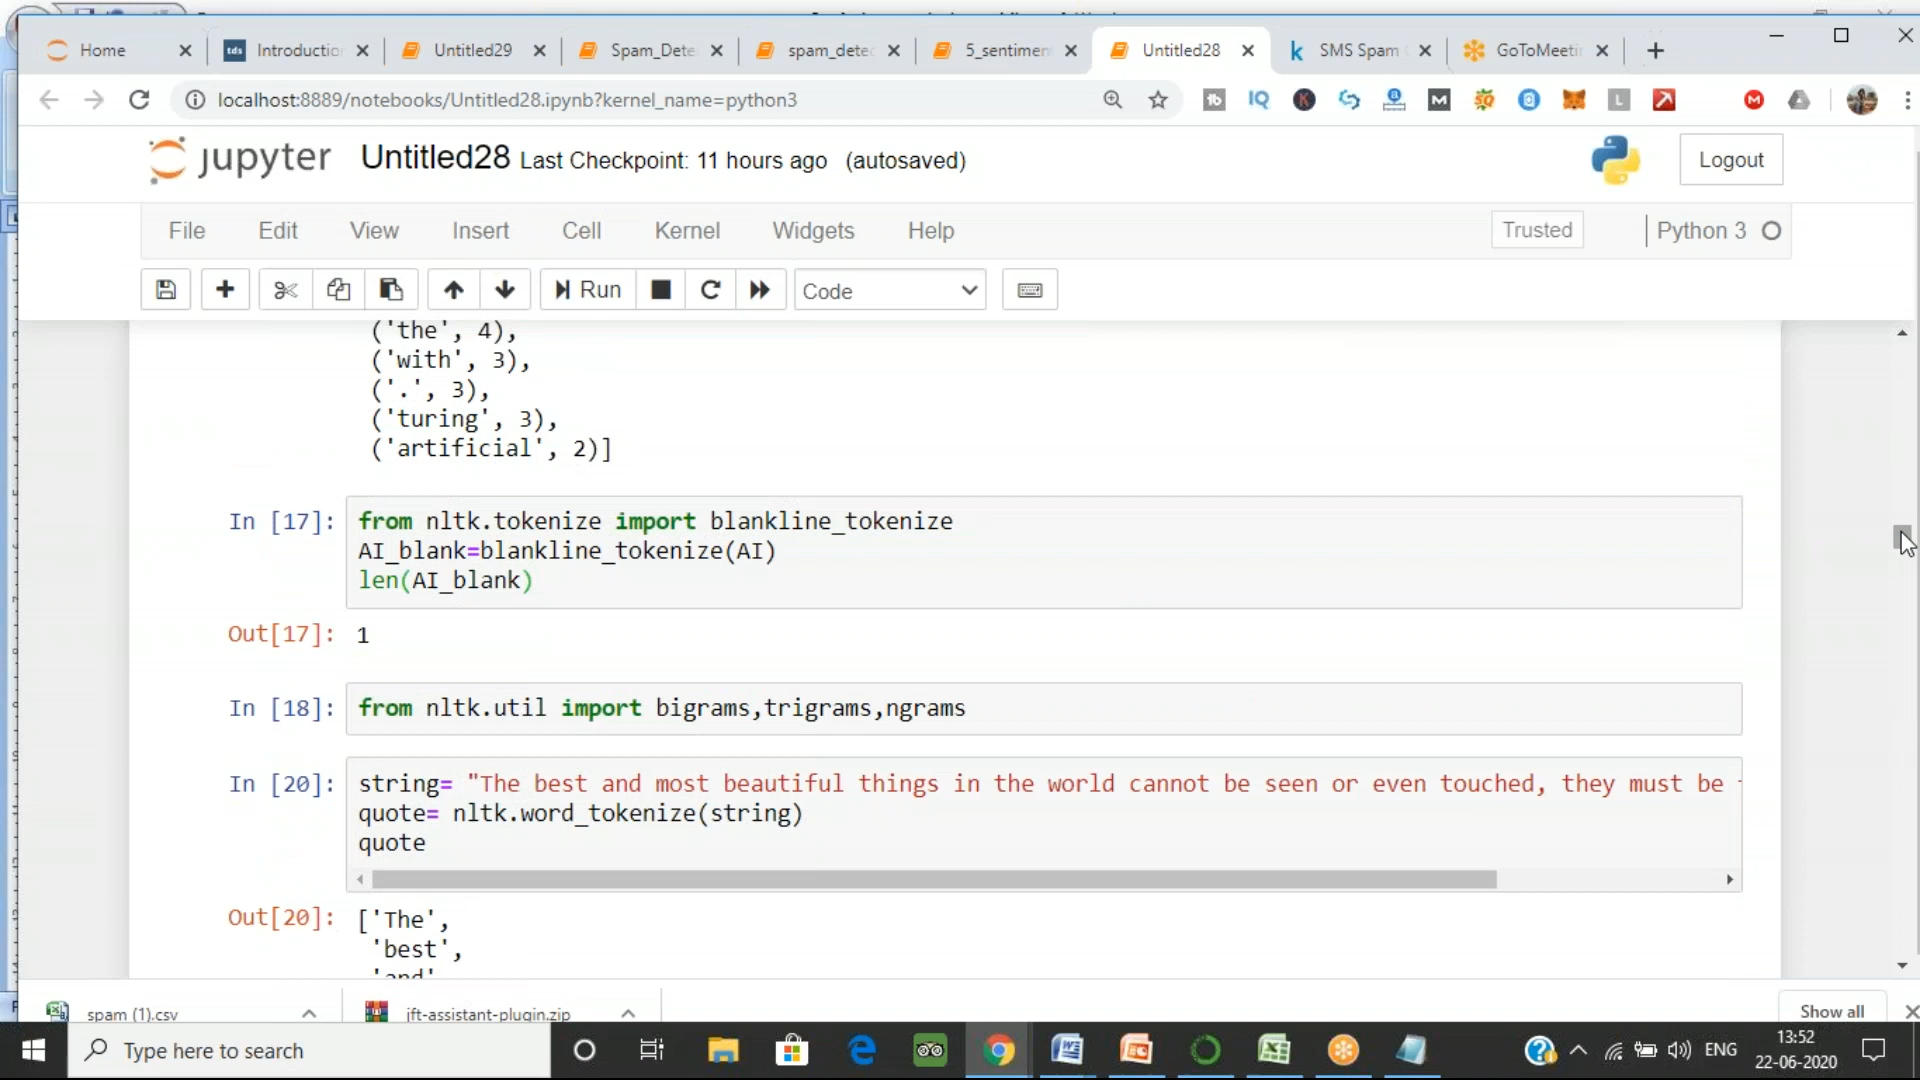 Home
Introduction
Untitled29
Spam_Dete
spam_detec
5_sentimen
Untitled28
SMS Spam
GoToMeetin
localhost:8889/notebooks/Untitled28.ipynb?kernel_name=python3
jupyter Untitled28 Last Checkpoint: 11 hours ago (autosaved)
Logout
File Edit View Insert Cell Kernel Widgets Help
Trusted
Python 3
Run
Code
('the', 4),
('with', 3),
('.', 3),
('turing', 3),
('artificial', 2)]
In [17]: from nltk.tokenize import blankline_tokenize
AI_blank=blankline_tokenize(AI)
len(AI_blank)
Out[17]: 1
In [18]: from nltk.util import bigrams,trigrams,ngrams
In [20]: string= "The best and most beautiful things in the world cannot be seen or even touched, they must be
quote= nltk.word_tokenize(string)
quote
Out[20]: ['The',
'best',
'and'
spam (1).csv
jft-assistant-plugin.zip
Show all
Type here to search
ENG
13:52
22-06-2020